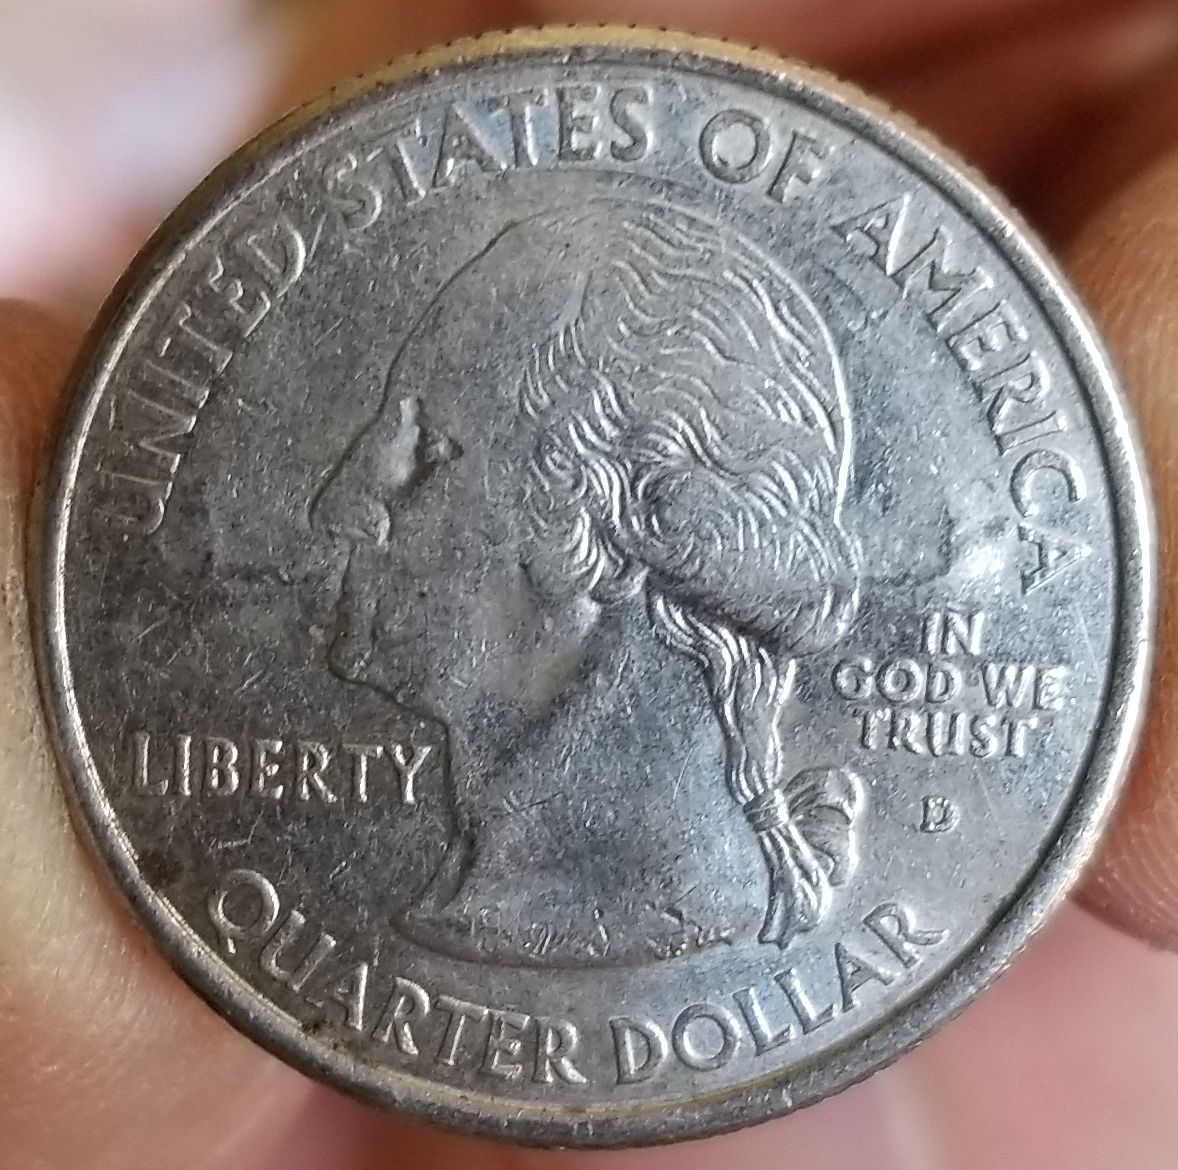 UNITED STATES OF AMERICA
LIBERTY
IN
GOD WE
TRUST
D
QUARTER DOLLAR